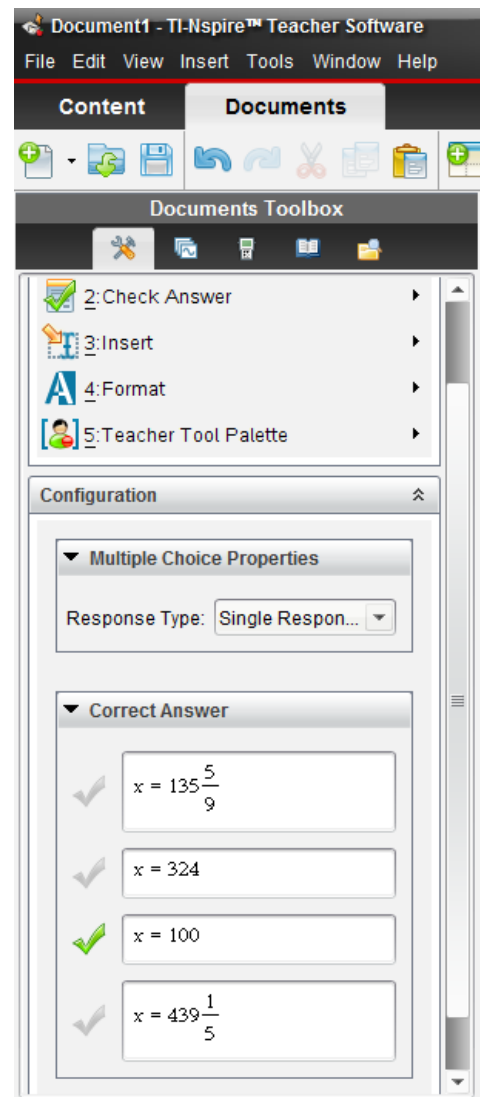 Document1 - TI-Nspire™ Teacher Software
File Edit View Insert Tools Window Help
Content Documents
Documents Toolbox
2:Check Answer
3:Insert
4:Format
5:Teacher Tool Palette
Configuration
Multiple Choice Properties
Response Type: Single Respon...
Correct Answer
x = 135 5/9
x = 324
x = 100
x = 439 1/5